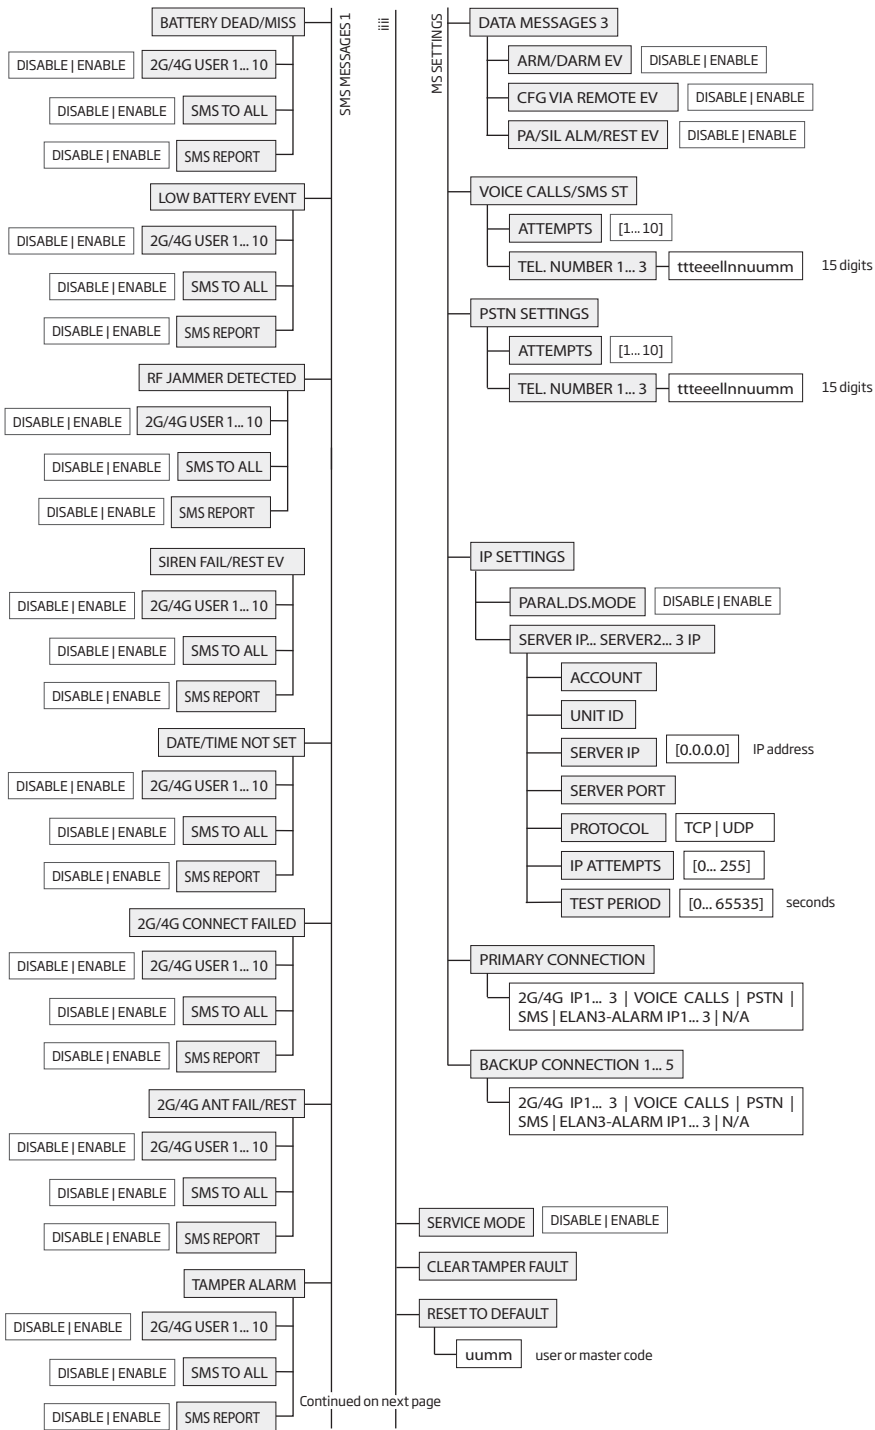 SMS MESSAGES 1
BATTERY DEAD/MISS
DISABLE | ENABLE 2G/4G USER 1... 10
DISABLE | ENABLE SMS TO ALL
DISABLE | ENABLE SMS REPORT
LOW BATTERY EVENT
DISABLE | ENABLE 2G/4G USER 1... 10
DISABLE | ENABLE SMS TO ALL
DISABLE | ENABLE SMS REPORT
RF JAMMER DETECTED
DISABLE | ENABLE 2G/4G USER 1... 10
DISABLE | ENABLE SMS TO ALL
DISABLE | ENABLE SMS REPORT
SIREN FAIL/REST EV
DISABLE | ENABLE 2G/4G USER 1... 10
DISABLE | ENABLE SMS TO ALL
DISABLE | ENABLE SMS REPORT
DATE/TIME NOT SET
DISABLE | ENABLE 2G/4G USER 1... 10
DISABLE | ENABLE SMS TO ALL
DISABLE | ENABLE SMS REPORT
2G/4G CONNECT FAILED
DISABLE | ENABLE 2G/4G USER 1... 10
DISABLE | ENABLE SMS TO ALL
DISABLE | ENABLE SMS REPORT
2G/4G ANT FAIL/REST
DISABLE | ENABLE 2G/4G USER 1... 10
DISABLE | ENABLE SMS TO ALL
DISABLE | ENABLE SMS REPORT
TAMPER ALARM
DISABLE | ENABLE 2G/4G USER 1... 10
DISABLE | ENABLE SMS TO ALL
DISABLE | ENABLE SMS REPORT
iiii
MS SETTINGS
DATA MESSAGES 3
ARM/DARM EV DISABLE | ENABLE
CFG VIA REMOTE EV DISABLE | ENABLE
PA/SIL ALM/REST EV DISABLE | ENABLE
VOICE CALLS/SMS ST
ATTEMPTS [1... 10]
TEL. NUMBER 1... 3 ttteeellnnuumm 15 digits
PSTN SETTINGS
ATTEMPTS [1... 10]
TEL. NUMBER 1... 3 ttteeellnnuumm 15 digits
IP SETTINGS
PARAL.DS.MODE DISABLE | ENABLE
SERVER IP... SERVER2... 3 IP
ACCOUNT
UNIT ID
SERVER IP [0.0.0.0] IP address
SERVER PORT
PROTOCOL TCP | UDP
IP ATTEMPTS [0... 255]
TEST PERIOD [0... 65535] seconds
PRIMARY CONNECTION
2G/4G IP1... 3 | VOICE CALLS | PSTN |
SMS | ELAN3-ALARM IP1... 3 | N/A
BACKUP CONNECTION 1... 5
2G/4G IP1... 3 | VOICE CALLS | PSTN |
SMS | ELAN3-ALARM IP1... 3 | N/A
SERVICE MODE DISABLE | ENABLE
CLEAR TAMPER FAULT
RESET TO DEFAULT
uumm user or master code
Continued on next page